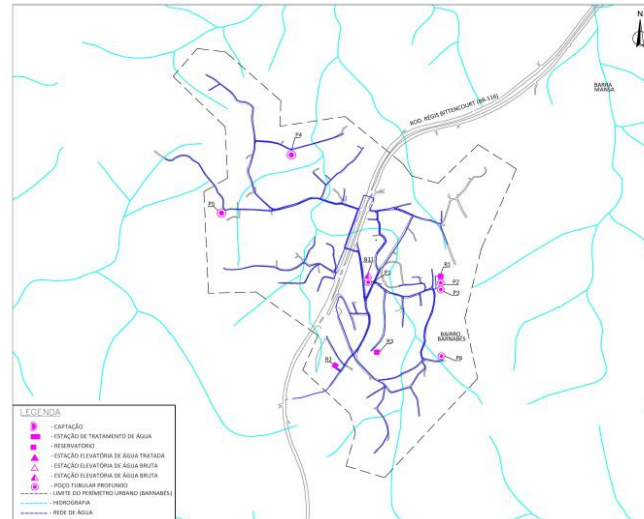 N
BARRA
MANSA
ROD. RÉGIS BITTENCOURT (BR-116)
P4
P5
P1
R1
P2
P3
BAIRRO
BARNABÉS
R3
R2
P6
LEGENDA
- CAPTAÇÃO
- ESTAÇÃO DE TRATAMENTO DE ÁGUA
- RESERVATÓRIO
- ESTAÇÃO ELEVATÓRIA DE ÁGUA TRATADA
- ESTAÇÃO ELEVATÓRIA DE ÁGUA BRUTA
- ESTAÇÃO ELEVATÓRIA DE ÁGUA BRUTA
- POÇO TUBULAR PROFUNDO
- LIMITE DO PERÍMETRO URBANO (BARNABÉS)
- HIDROGRAFIA
- REDE DE ÁGUA